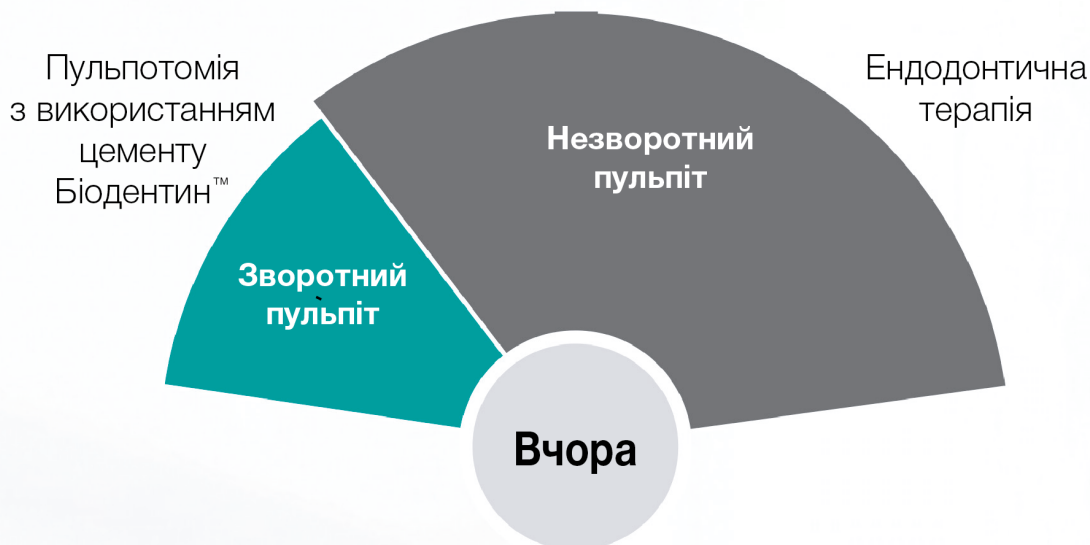 Пульпотомія
з використанням
цементу
Біодентин™
Ендодонтична
терапія
Незворотний
пульпіт
Зворотний
пульпіт
Вчора